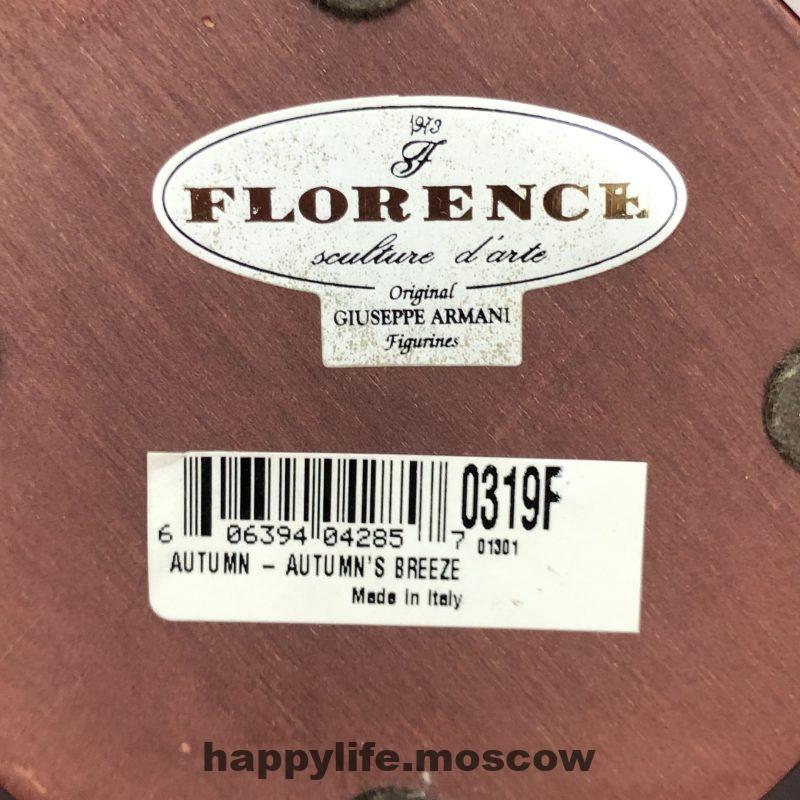 1973
F
FLORENCE
sculture d'arte
Original
GIUSEPPE ARMANI
Figurines
0319F
6 06394 04285 7 01301
AUTUMN – AUTUMN'S BREEZE
Made in Italy
happylife.moscow